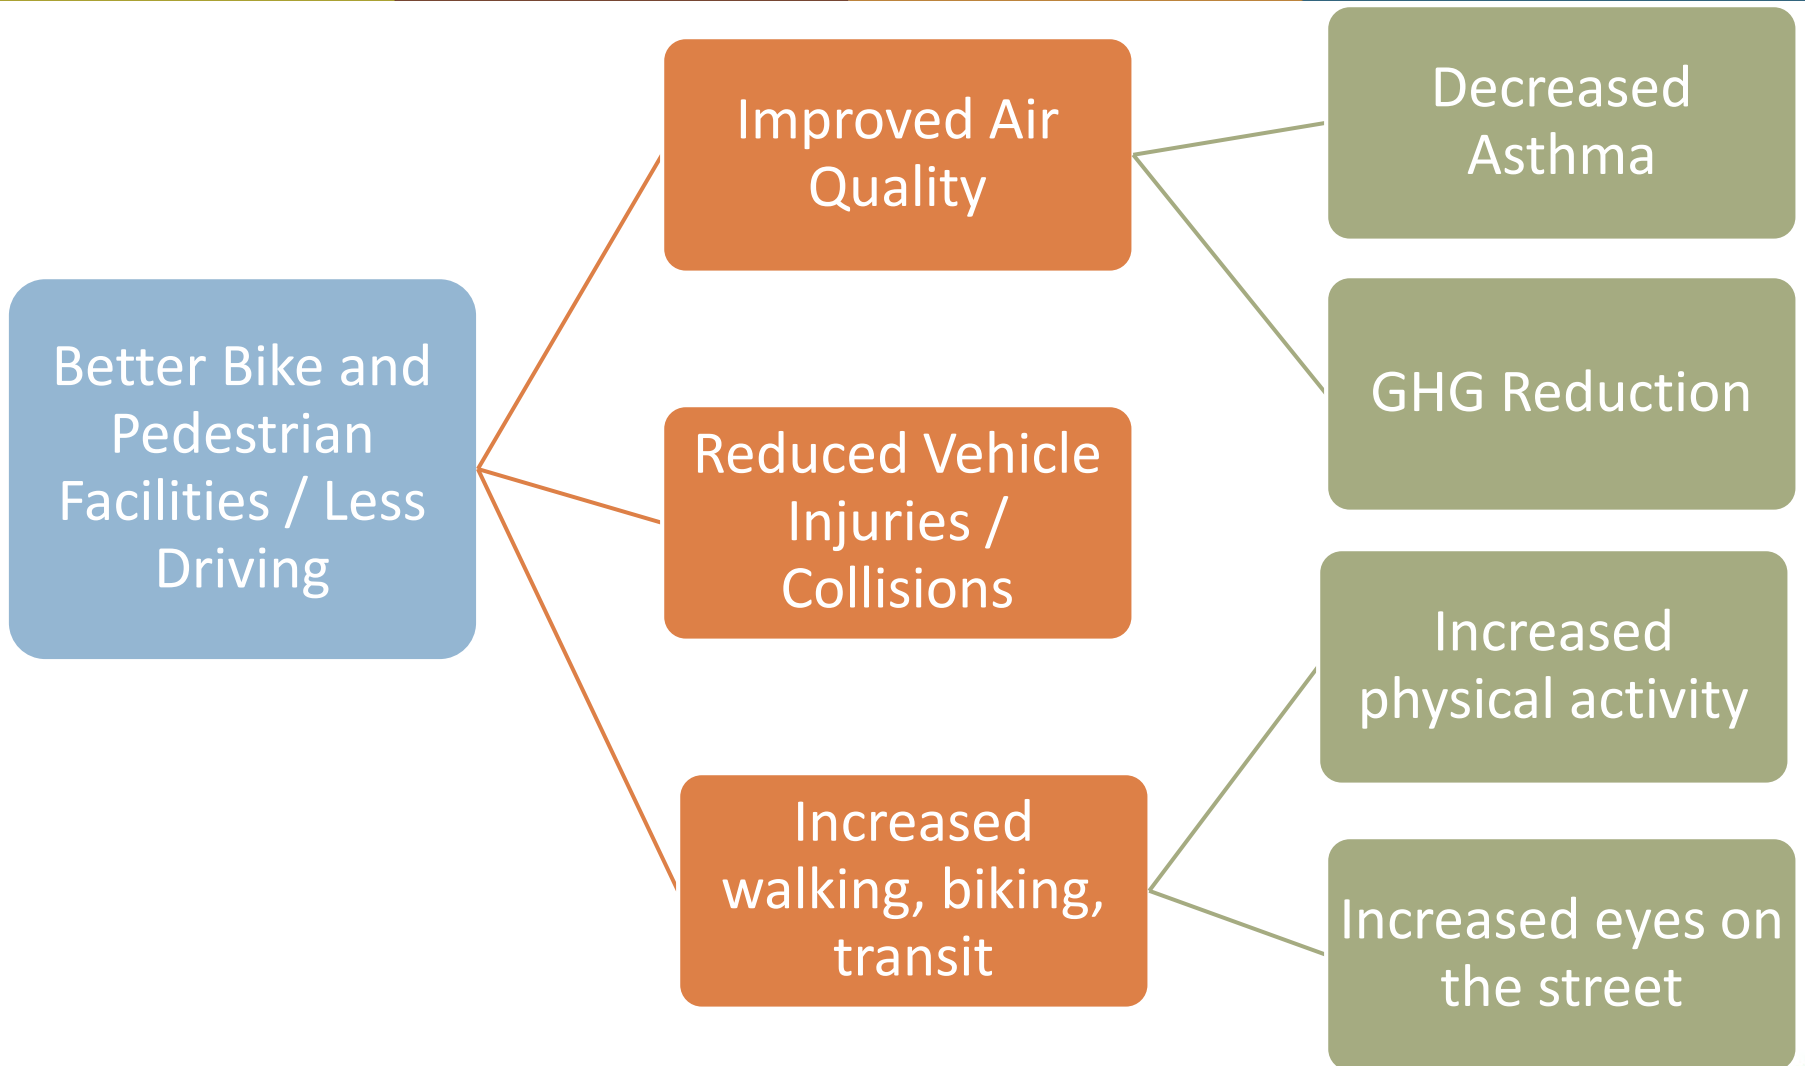 Better Bike and
Pedestrian
Facilities / Less
Driving
Improved Air
Quality
Reduced Vehicle
Injuries /
Collisions
Increased
walking, biking,
transit
Decreased
Asthma
GHG Reduction
Increased
physical activity
Increased eyes on
the street